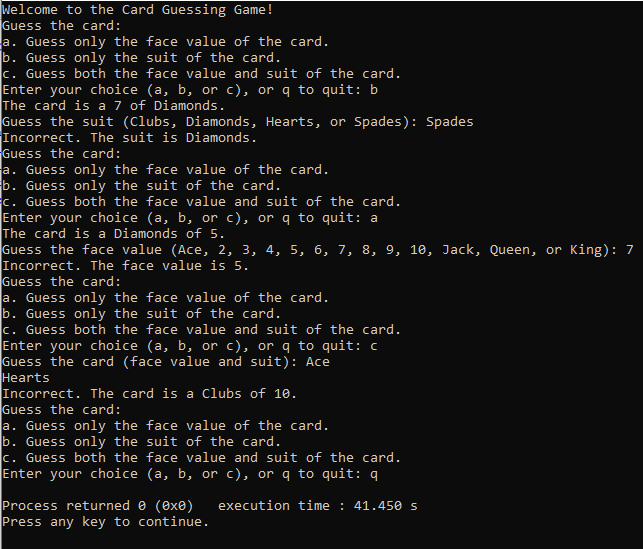 Welcome to the Card Guessing Game!
Guess the card:
a. Guess only the face value of the card.
b. Guess only the suit of the card.
c. Guess both the face value and suit of the card.
Enter your choice (a, b, or c), or q to quit: b
The card is a 7 of Diamonds.
Guess the suit (Clubs, Diamonds, Hearts, or Spades): Spades
Incorrect. The suit is Diamonds.
Guess the card:
a. Guess only the face value of the card.
b. Guess only the suit of the card.
c. Guess both the face value and suit of the card.
Enter your choice (a, b, or c), or q to quit: a
The card is a Diamonds of 5.
Guess the face value (Ace, 2, 3, 4, 5, 6, 7, 8, 9, 10, Jack, Queen, or King): 7
Incorrect. The face value is 5.
Guess the card:
a. Guess only the face value of the card.
b. Guess only the suit of the card.
c. Guess both the face value and suit of the card.
Enter your choice (a, b, or c), or q to quit: c
Guess the card (face value and suit): Ace
Hearts
Incorrect. The card is a Clubs of 10.
Guess the card:
a. Guess only the face value of the card.
b. Guess only the suit of the card.
c. Guess both the face value and suit of the card.
Enter your choice (a, b, or c), or q to quit: q
Process returned 0 (0x0)   execution time : 41.450 s
Press any key to continue.